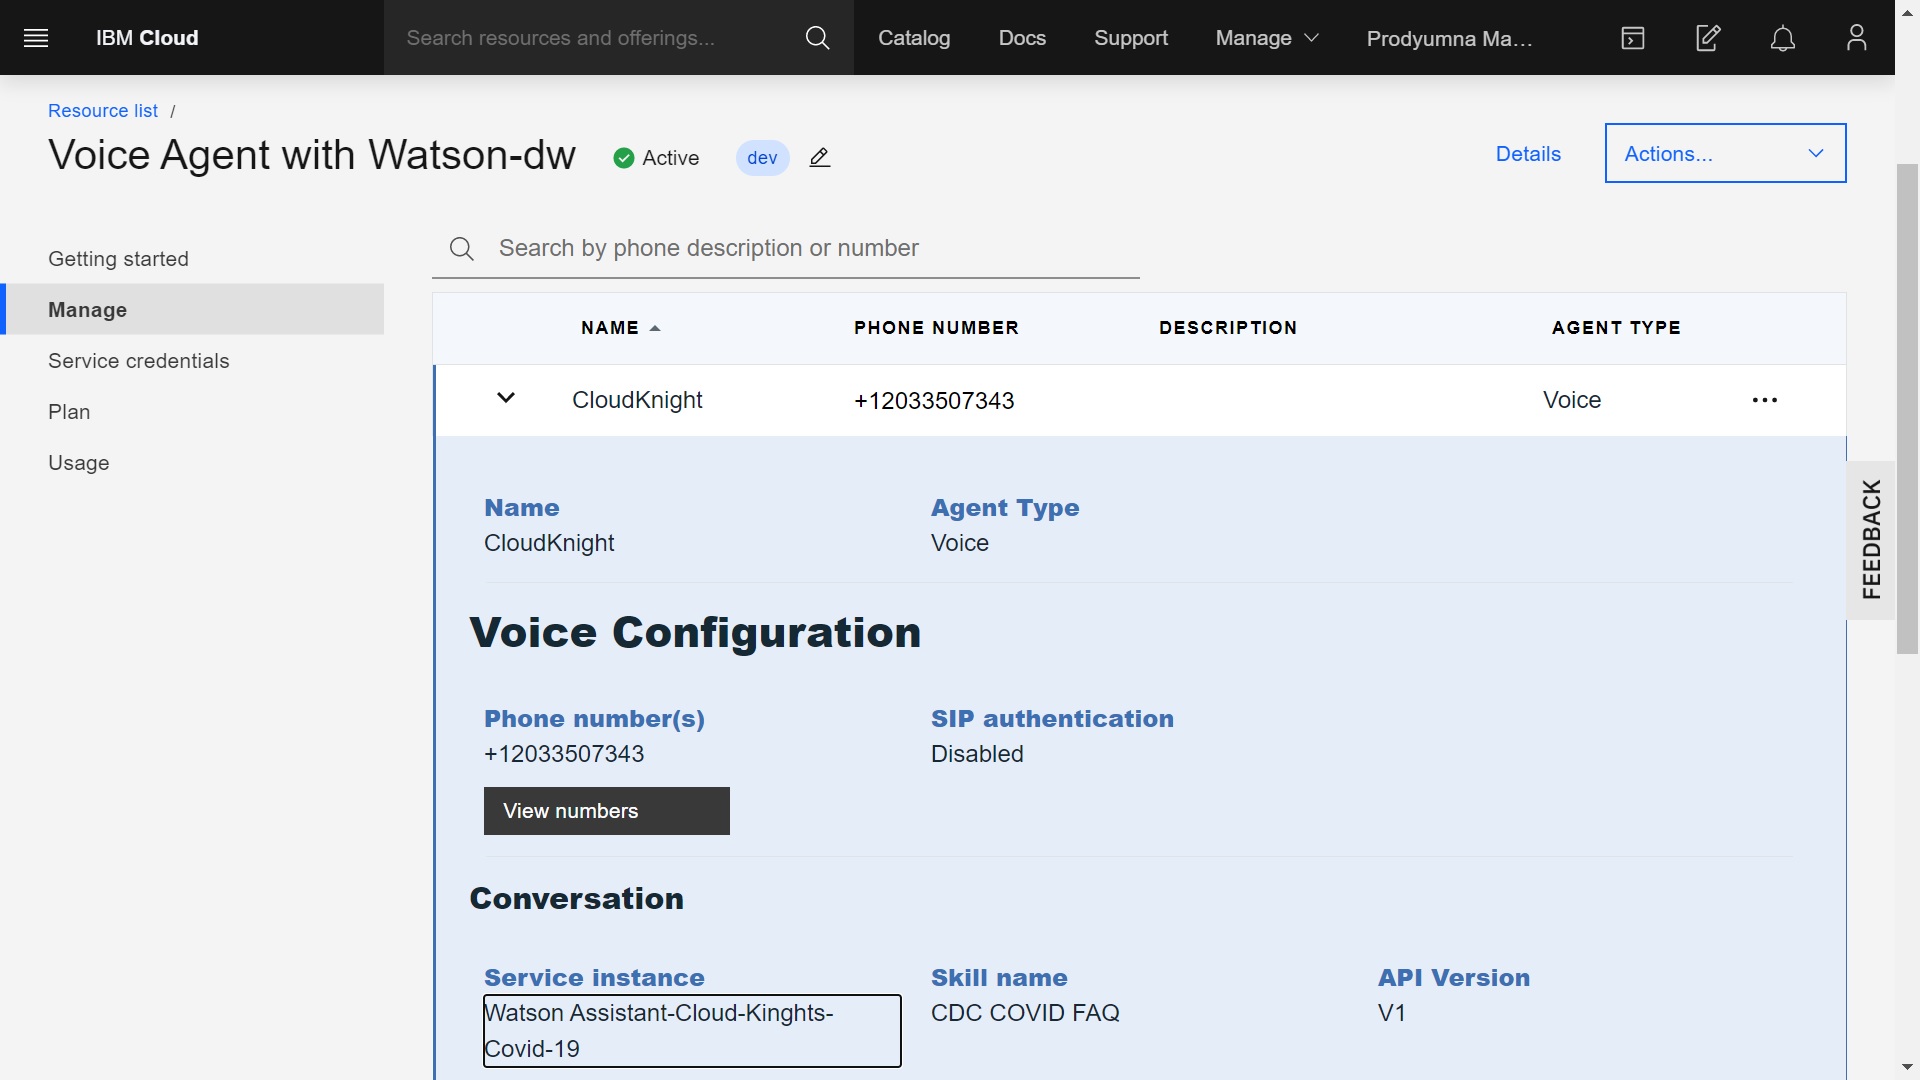 IBM Cloud
Search resources and offerings...
Catalog
Docs
Support
Manage
Prodyumna Ma...
Resource list /
Voice Agent with Watson-dw
Active
dev
Details
Actions...
Getting started
Manage
Service credentials
Plan
Usage
Search by phone description or number
NAME PHONE NUMBER DESCRIPTION AGENT TYPE
CloudKnight +12033507343 Voice
Name Agent Type
CloudKnight Voice
Voice Configuration
Phone number(s) SIP authentication
+12033507343 Disabled
View numbers
Conversation
Service instance Skill name API Version
Watson Assistant-Cloud-Kinghts- CDC COVID FAQ V1
Covid-19
FEEDBACK